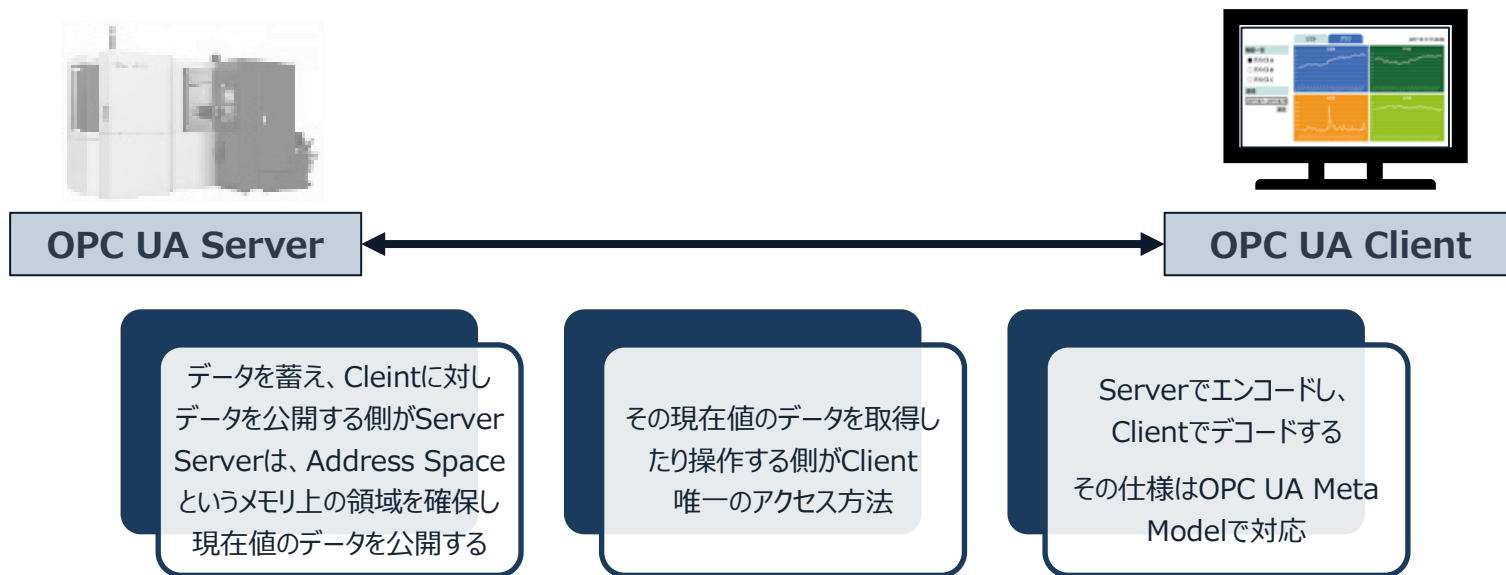 リスト
グラフ
OPC UA Server
OPC UA Client
データを蓄え、Cleintに対し
データを公開する側がServer
Serverは、Address Space
というメモリ上の領域を確保し
現在値のデータを公開する
その現在値のデータを取得し
たり操作する側がClient
唯一のアクセス方法
Serverでエンコードし、
Clientでデコードする
その仕様はOPC UA Meta
Modelで対応